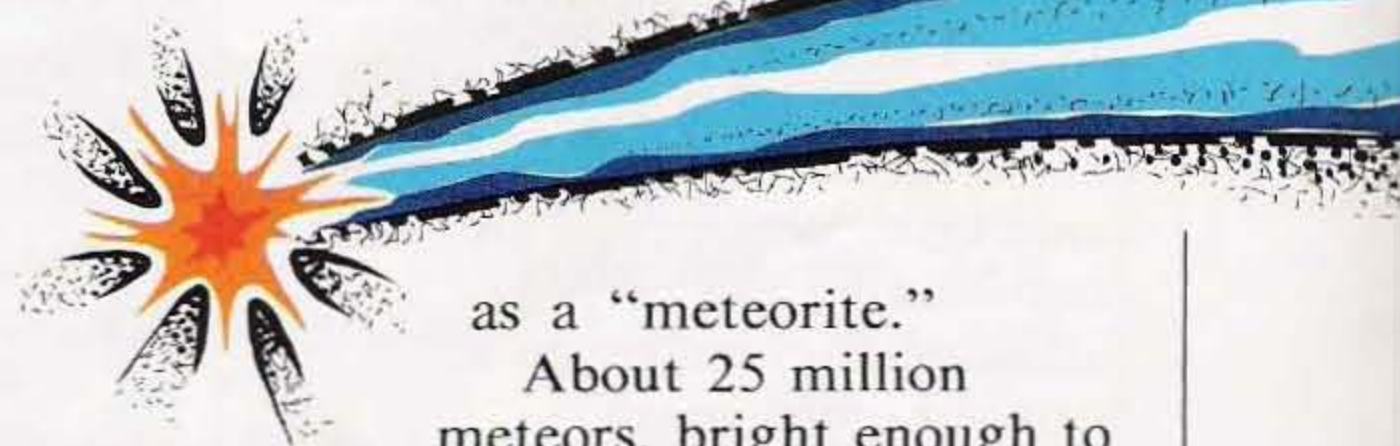 as a “meteorite.”
About 25 million
meteors, bright enough to